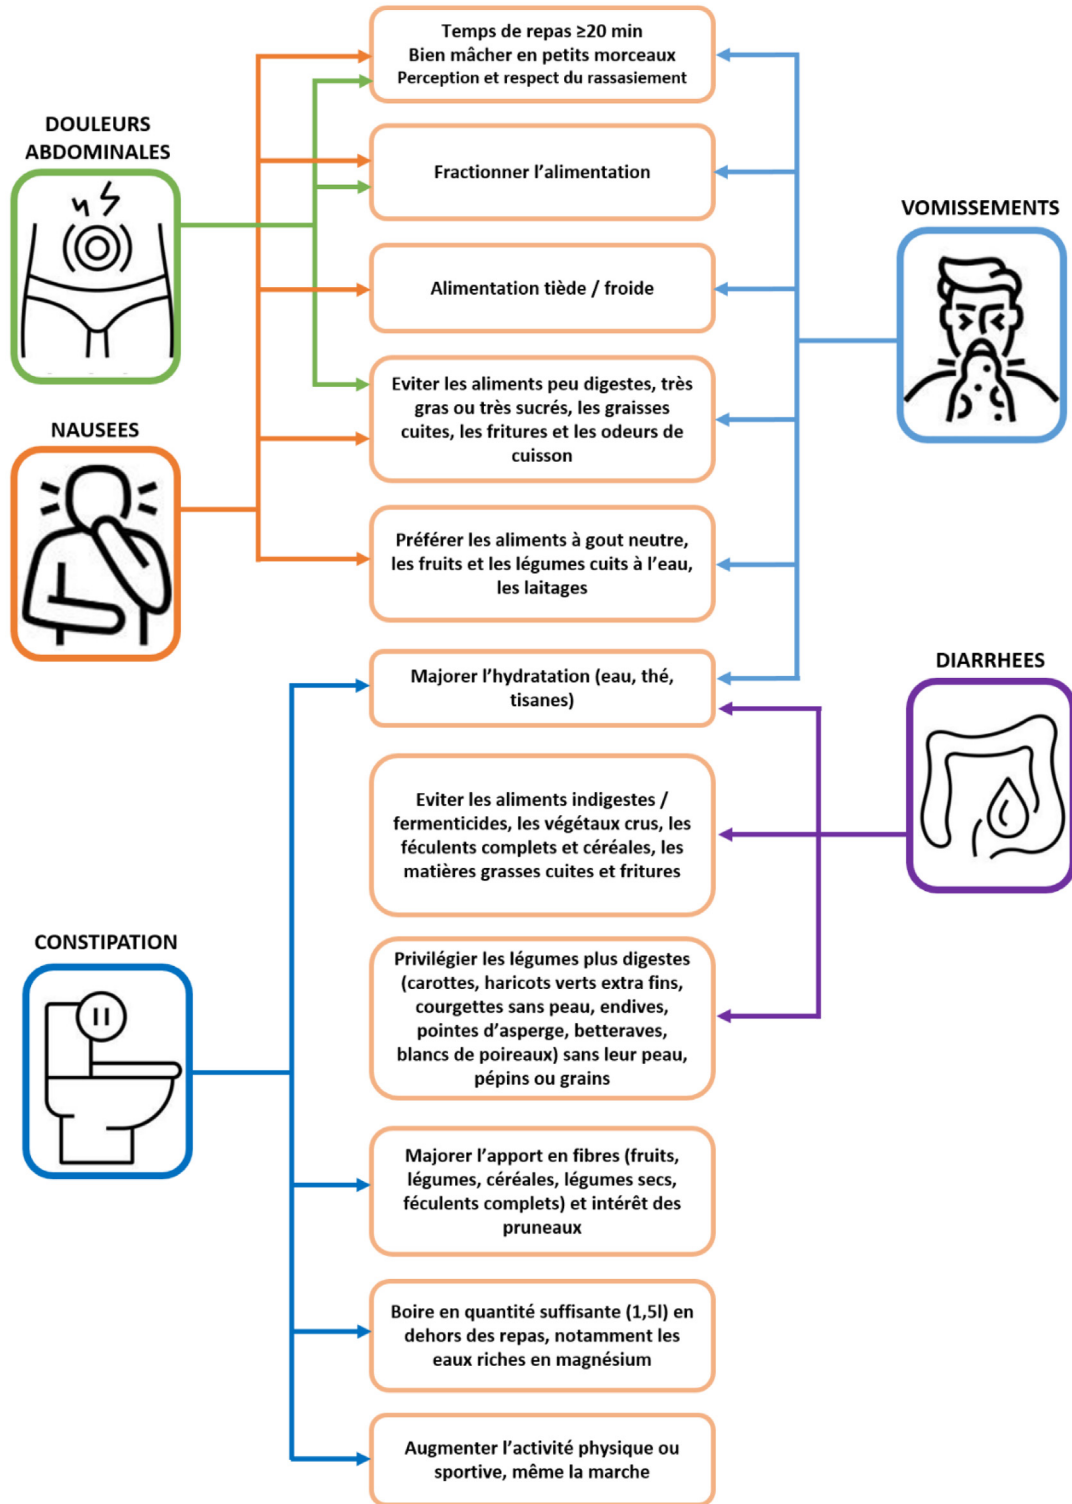 Temps de repas ≥20 min
Bien mâcher en petits morceaux
Perception et respect du rassasiement
DOULEURS
ABDOMINALES
Fractionner l'alimentation
VOMISSEMENTS
Alimentation tiède / froide
Eviter les aliments peu digestes, très
gras ou très sucrés, les graisses
cuites, les fritures et les odeurs de
cuisson
NAUSEES
Préférer les aliments à gout neutre,
les fruits et les légumes cuits à l'eau,
les laitages
Majorer l'hydratation (eau, thé,
tisanes)
DIARRHEES
Eviter les aliments indigestes /
fermenticides, les végétaux crus, les
féculents complets et céréales, les
matières grasses cuites et fritures
CONSTIPATION
Privilégier les légumes plus digestes
(carottes, haricots verts extra fins,
courgettes sans peau, endives,
pointes d'asperge, betteraves,
blancs de poireaux) sans leur peau,
pépins ou grains
Majorer l'apport en fibres (fruits,
légumes, céréales, légumes secs,
féculents complets) et intérêt des
pruneaux
Boire en quantité suffisante (1,5l) en
dehors des repas, notamment les
eaux riches en magnésium
Augmenter l'activité physique ou
sportive, même la marche